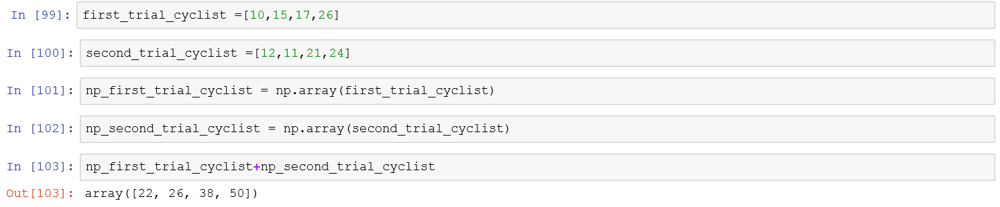 In [99]: first_trial_cyclist =[10,15,17,26]
In [100]: second_trial_cyclist =[12,11,21,24]
In [101]: np_first_trial_cyclist = np.array(first_trial_cyclist)
In [102]: np_second_trial_cyclist = np.array(second_trial_cyclist)
In [103]: np_first_trial_cyclist+np_second_trial_cyclist
Out[103]: array([22, 26, 38, 50])